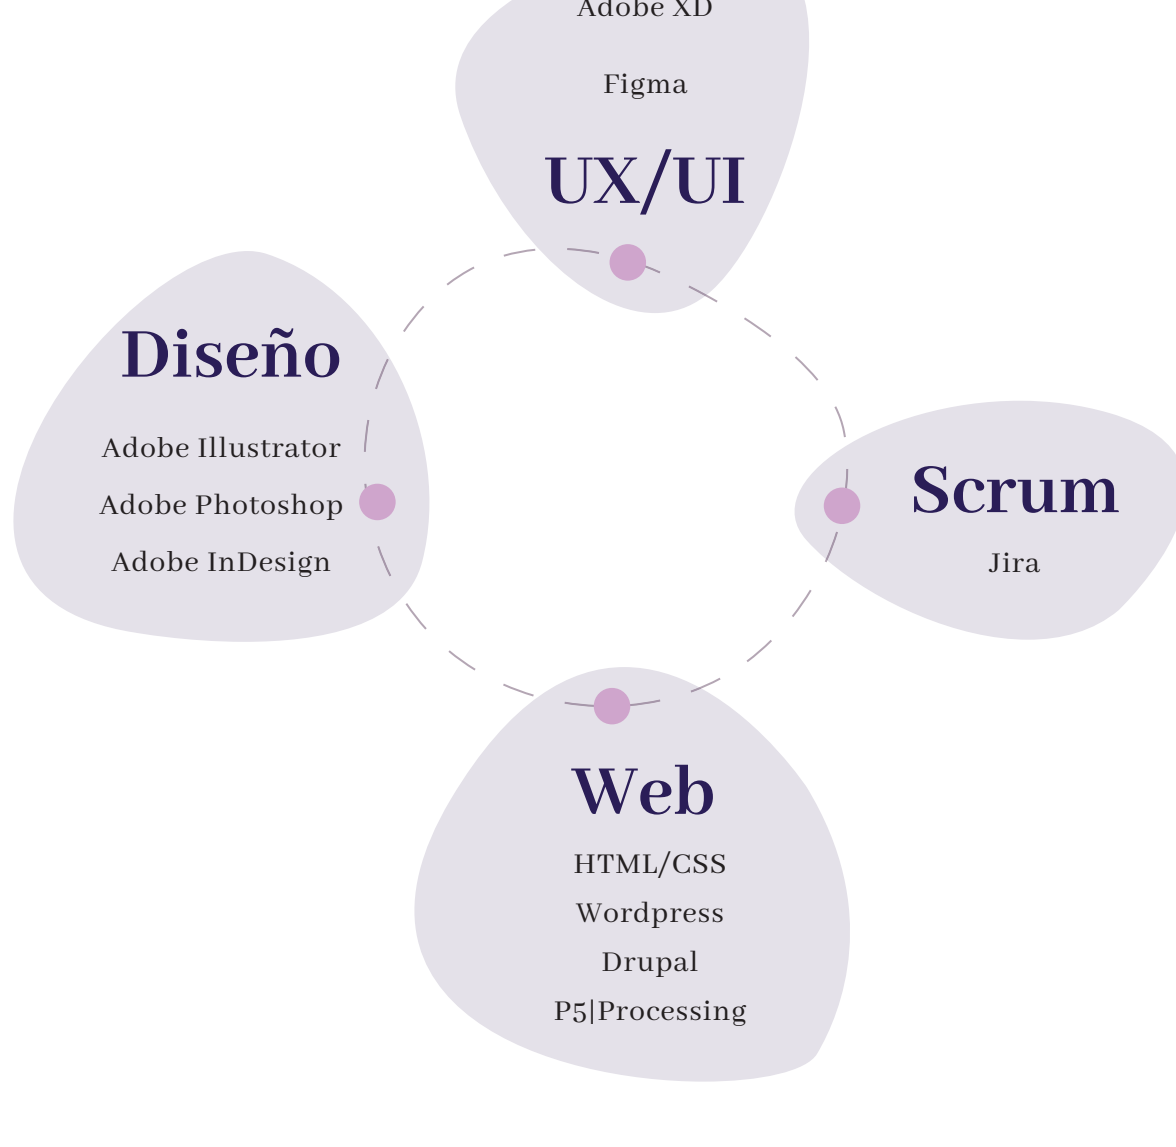 Adobe XD
Figma
UX/UI
Diseño
Adobe Illustrator
Adobe Photoshop
Adobe InDesign
Scrum
Jira
Web
HTML/CSS
Wordpress
Drupal
P5|Processing